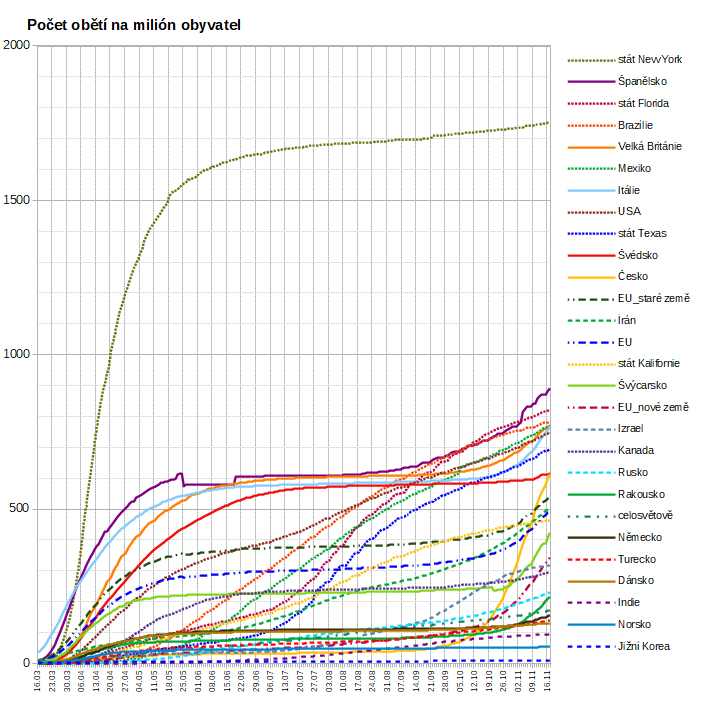 Počet obětí na milión obyvatel
2000
1500
1000
500
0
stát NewYork
Španělsko
stát Florida
Brazílie
Velká Británie
Mexiko
Itálie
USA
stát Texas
Švédsko
Česko
EU_staré země
Írán
EU
stát Kalifornie
Švýcarsko
EU_nové země
Izrael
Kanada
Rusko
Rakousko
celosvětově
Německo
Turecko
Dánsko
Indie
Norsko
Jižní Korea
16.03
23.03
30.03
06.04
13.04
20.04
27.04
04.05
11.05
18.05
25.05
01.06
08.06
15.06
22.06
29.06
06.07
13.07
20.07
27.07
03.08
10.08
17.08
24.08
31.08
07.09
14.09
21.09
28.09
05.10
12.10
19.10
26.10
02.11
09.11
16.11